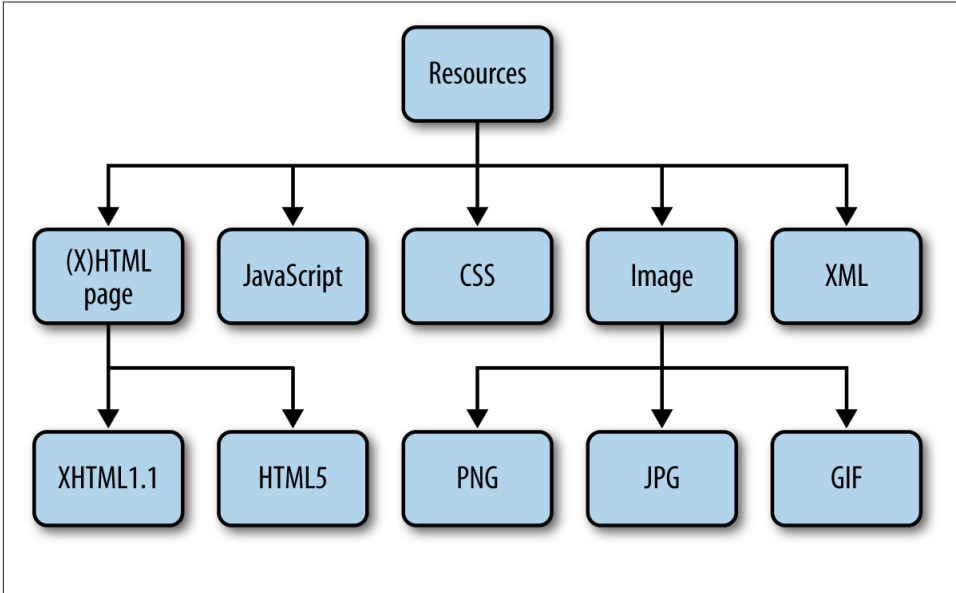 Resources
(X)HTML
page
JavaScript
CSS
Image
XML
XHTML1.1
HTML5
PNG
JPG
GIF